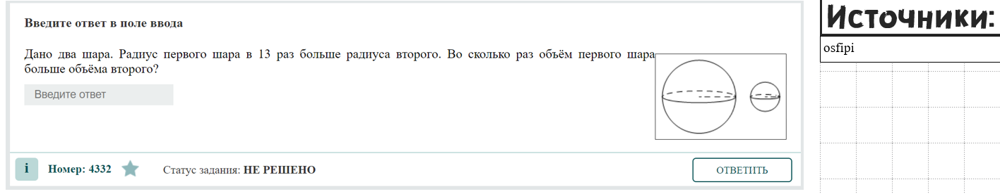 Введите ответ в поле ввода
Дано два шара. Радиус первого шара в 13 раз больше радиуса второго. Во сколько раз объём первого шара
больше объёма второго?
Введите ответ
i Номер: 4332 Статус задания: НЕ РЕШЕНО ОТВЕТИТЬ
Источники:
osfipi